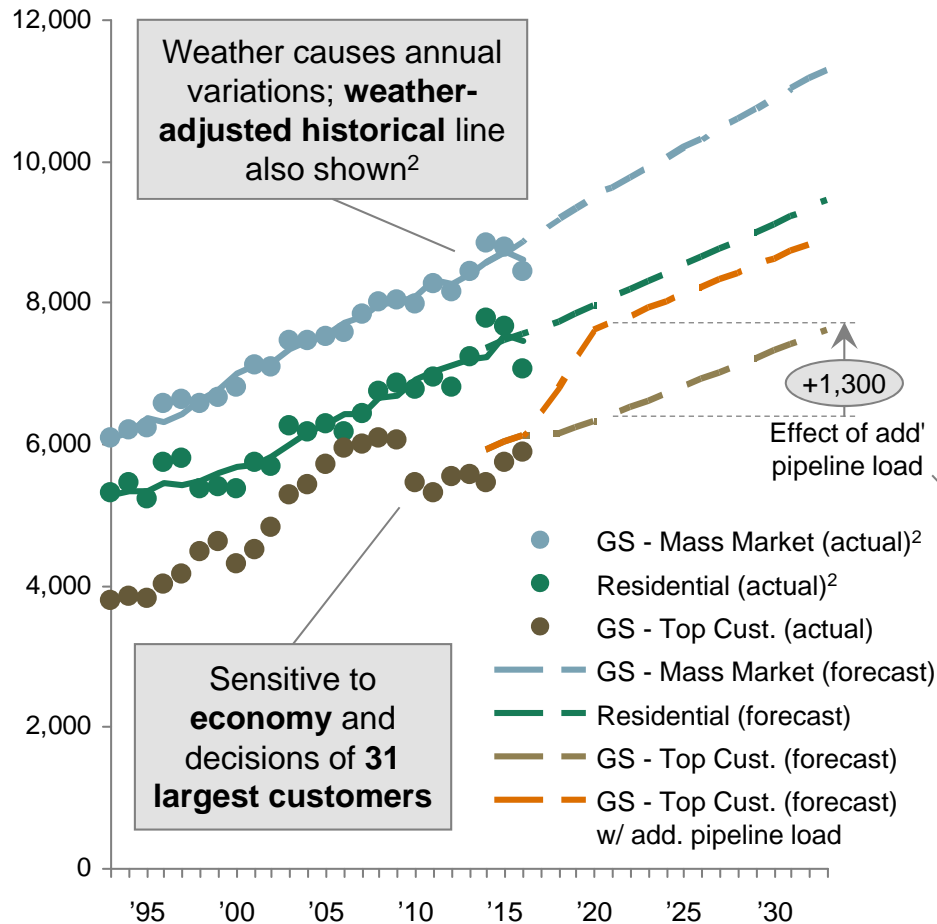 12,000
10,000
8,000
6,000
4,000
2,000
0
Weather causes annual
variations; weather-
adjusted historical line
also shown2
+1,300
Effect of add'
pipeline load
Sensitive to
economy and
decisions of 31
largest customers
GS - Mass Market (actual)2
Residential (actual)2
GS - Top Cust. (actual)
GS - Mass Market (forecast)
Residential (forecast)
GS - Top Cust. (forecast)
GS - Top Cust. (forecast)
w/ add. pipeline load
’95 ’00 ’05 ’10 ’15 ’20 ’25 ’30